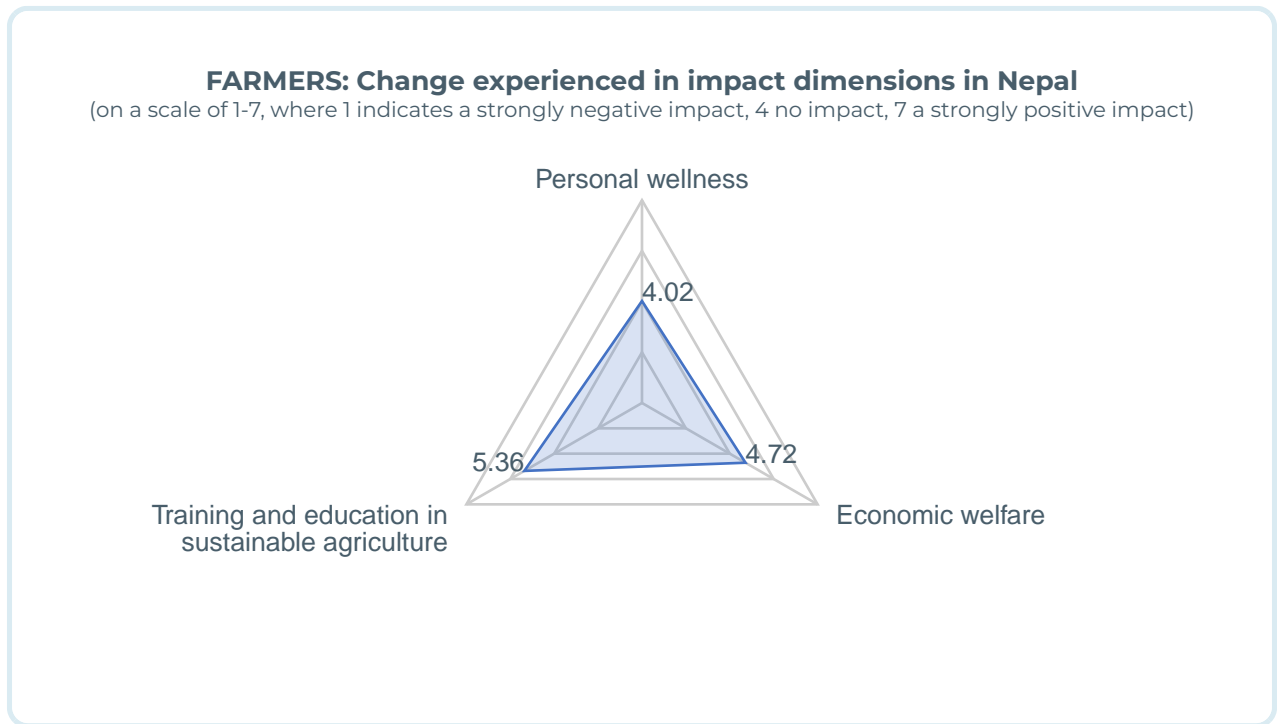 FARMERS: Change experienced in impact dimensions in Nepal
(on a scale of 1-7, where 1 indicates a strongly negative impact, 4 no impact, 7 a strongly positive impact)
Personal wellness
4.02
4.72
5.36
Economic welfare
Training and education in
sustainable agriculture